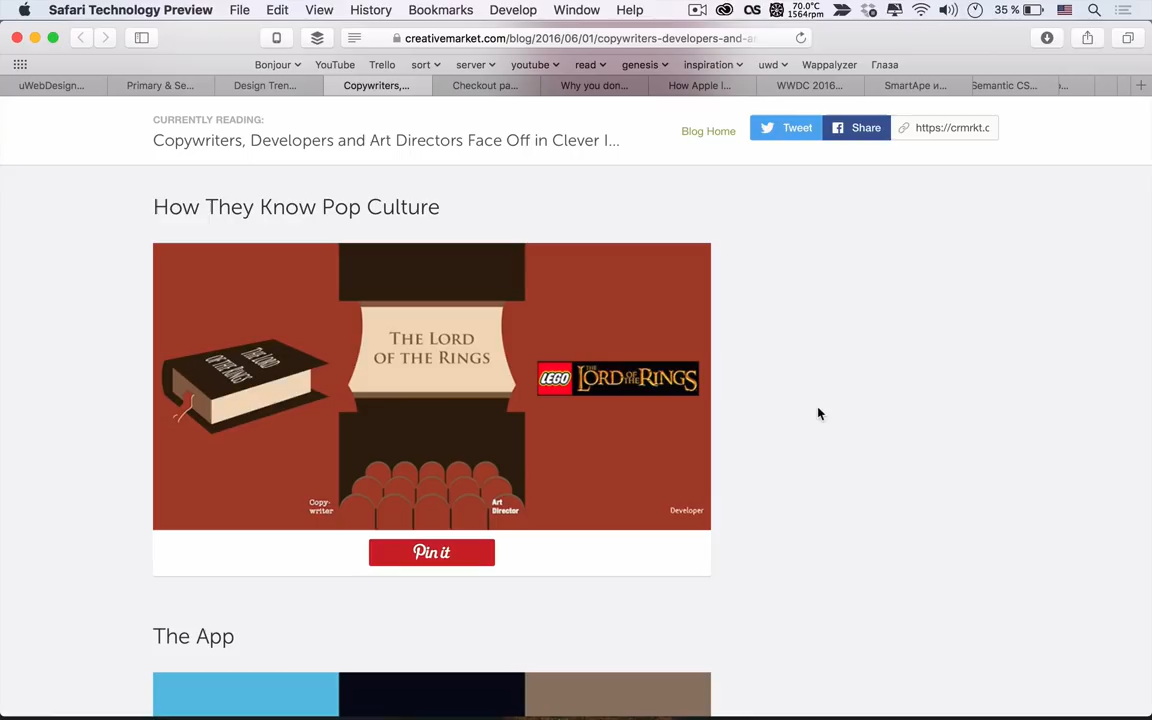 Safari Technology Preview File Edit View History Bookmarks Develop Window Help 70.0°C 1564rpm 35 %
creativemarket.com/blog/2016/06/01/copywriters-developers-and-a
Bonjour YouTube Trello sort server youtube read genesis inspiration uwd Wappalyzer Глаза
uWebDesign... Primary & Se... Design Tren... Copywriters,... Checkout pa... Why you don... How Apple I... WWDC 2016... SmartApe и... Semantic CS...
CURRENTLY READING:
Copywriters, Developers and Art Directors Face Off in Clever I...
Blog Home
Tweet
Share
https://crmrkt.c
How They Know Pop Culture
THE LORD
OF THE RINGS
THE LORD
OF THE RINGS
LEGO THE LORD OF THE RINGS
Copy-
writer
Art
Director
Developer
Pin it
The App